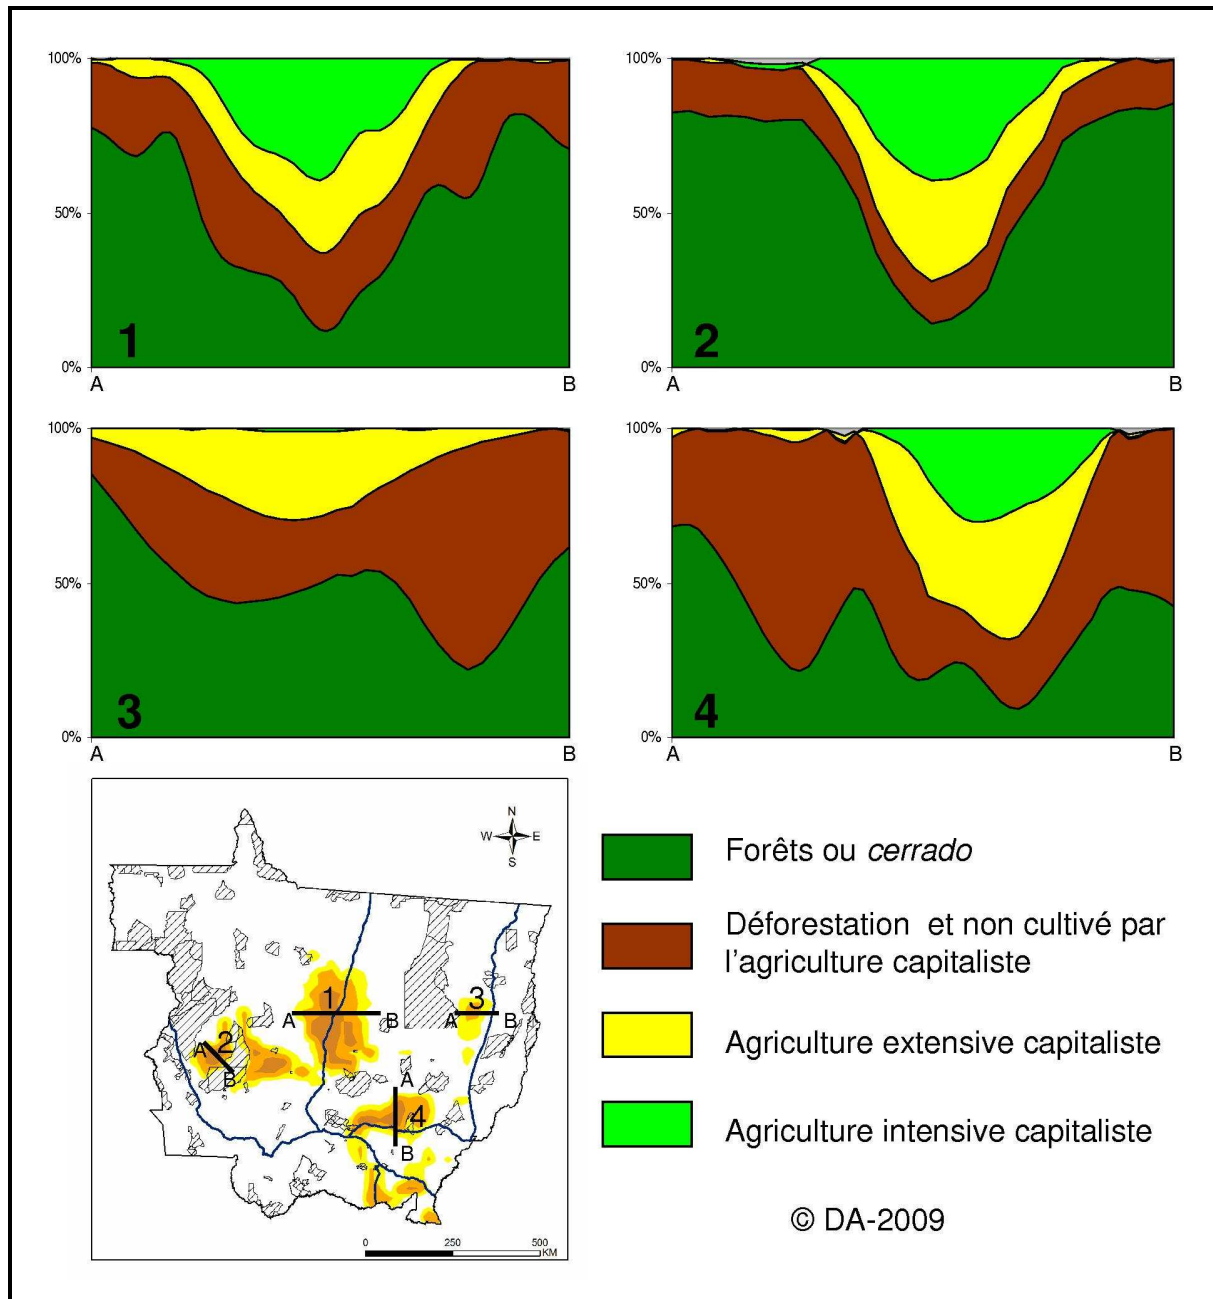 100%
50%
0%
1
A
B
100%
50%
0%
2
A
B
100%
50%
0%
3
A
B
100%
50%
0%
4
A
B
N
W E
S
1
A B
2
A
B
3
A B
A
4
B
0 250 500
KM
Forêts ou cerrado
Déforestation et non cultivé par
l'agriculture capitaliste
Agriculture extensive capitaliste
Agriculture intensive capitaliste
© DA-2009